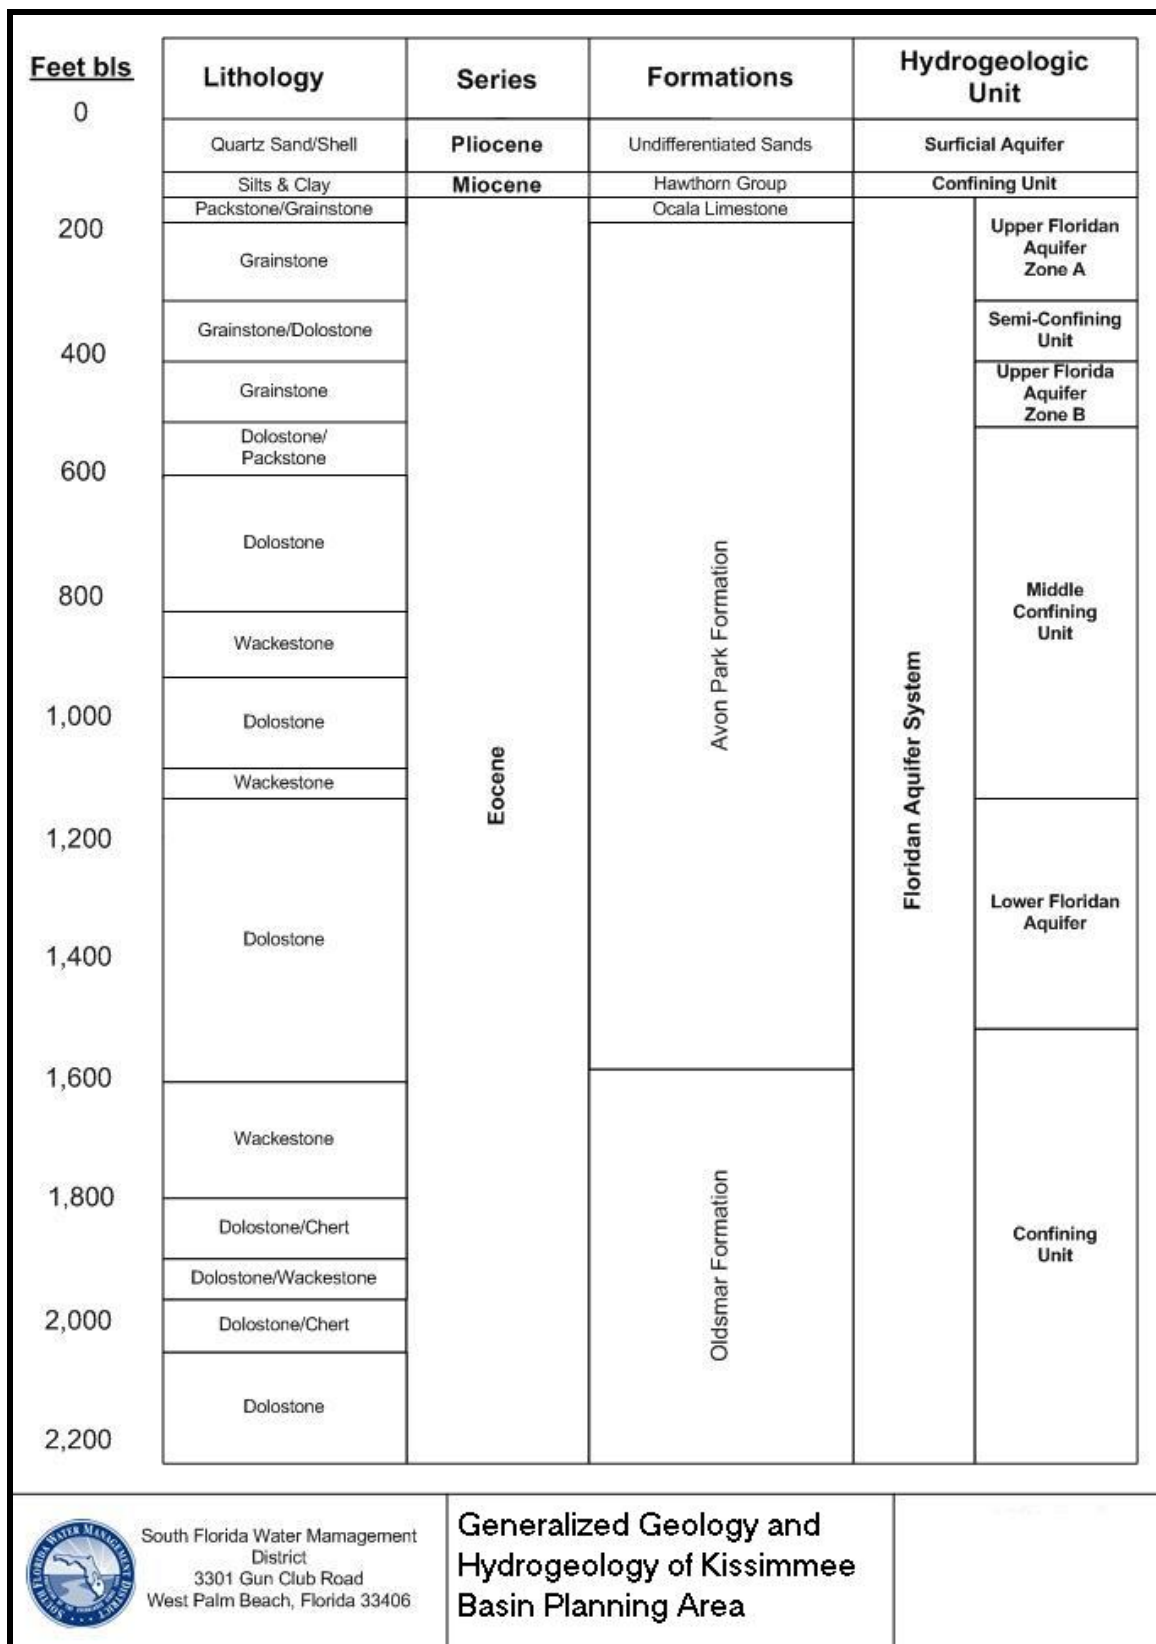 Feet bls
Lithology
Series
Formations
Hydrogeologic
Unit
0
Quartz Sand/Shell
Pliocene
Undifferentiated Sands
Surficial Aquifer
Silts & Clay
Miocene
Hawthorn Group
Confining Unit
Packstone/Grainstone
Ocala Limestone
200
Grainstone
Upper Floridan
Aquifer
Zone A
Grainstone/Dolostone
Semi-Confining
Unit
400
Grainstone
Upper Florida
Aquifer
Zone B
Dolostone/
Packstone
600
Dolostone
800
Middle
Confining
Unit
Wackestone
Avon Park Formation
1,000
Dolostone
Wackestone
Eocene
Floridan Aquifer System
1,200
Dolostone
Lower Floridan
Aquifer
1,400
1,600
Wackestone
1,800
Dolostone/Chert
Confining
Unit
Oldsmar Formation
Dolostone/Wackestone
2,000
Dolostone/Chert
Dolostone
2,200
SOUTH FLORIDA WATER MANAGEMENT DISTRICT
South Florida Water Mamagement
District
3301 Gun Club Road
West Palm Beach, Florida 33406
Generalized Geology and
Hydrogeology of Kissimmee
Basin Planning Area